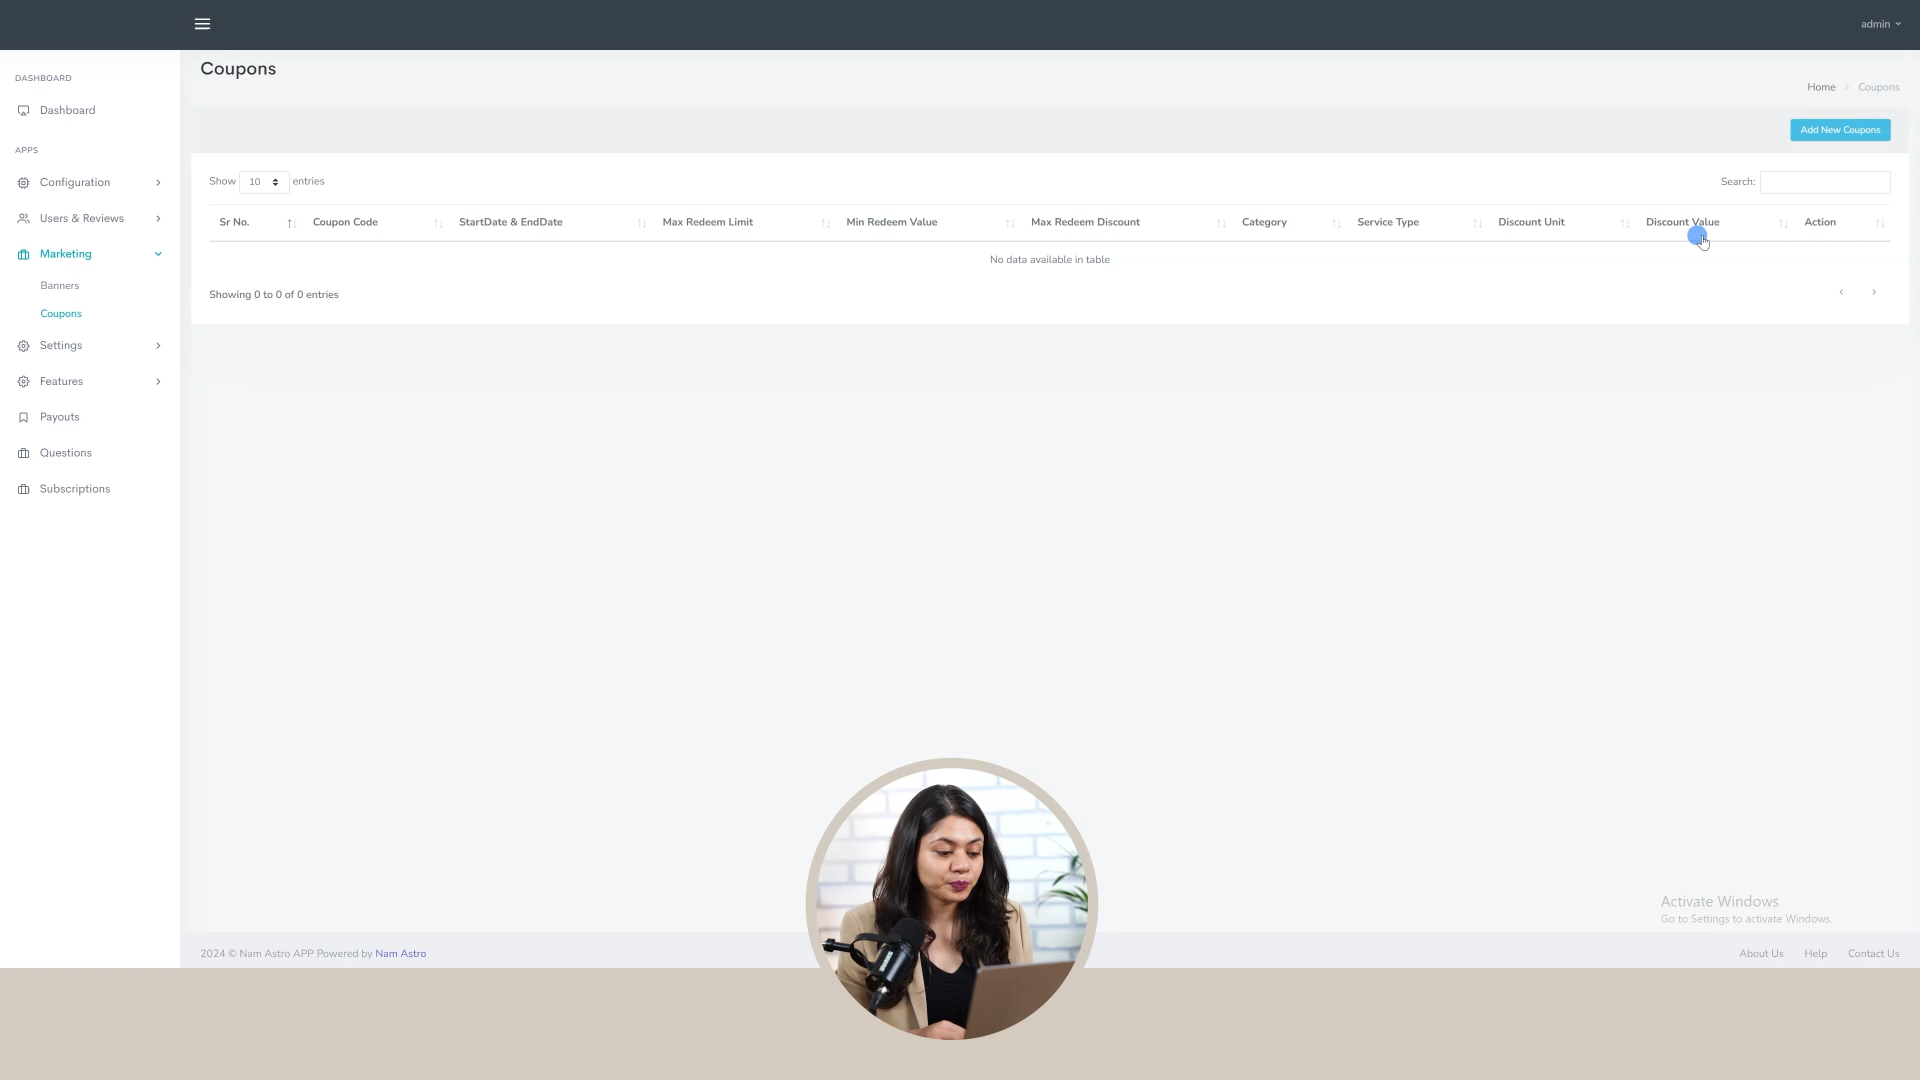 admin
Coupons
Home > Coupons
DASHBOARD
Dashboard
APPS
Configuration
Users & Reviews
Marketing
Banners
Coupons
Settings
Features
Payouts
Questions
Subscriptions
Add New Coupons
Show 10 entries
Search:
Sr No. Coupon Code StartDate & EndDate Max Redeem Limit Min Redeem Value Max Redeem Discount Category Service Type Discount Unit Discount Value Action
No data available in table
Showing 0 to 0 of 0 entries
Activate Windows
Go to Settings to activate Windows.
2024 © Nam Astro APP Powered by Nam Astro
About Us Help Contact Us